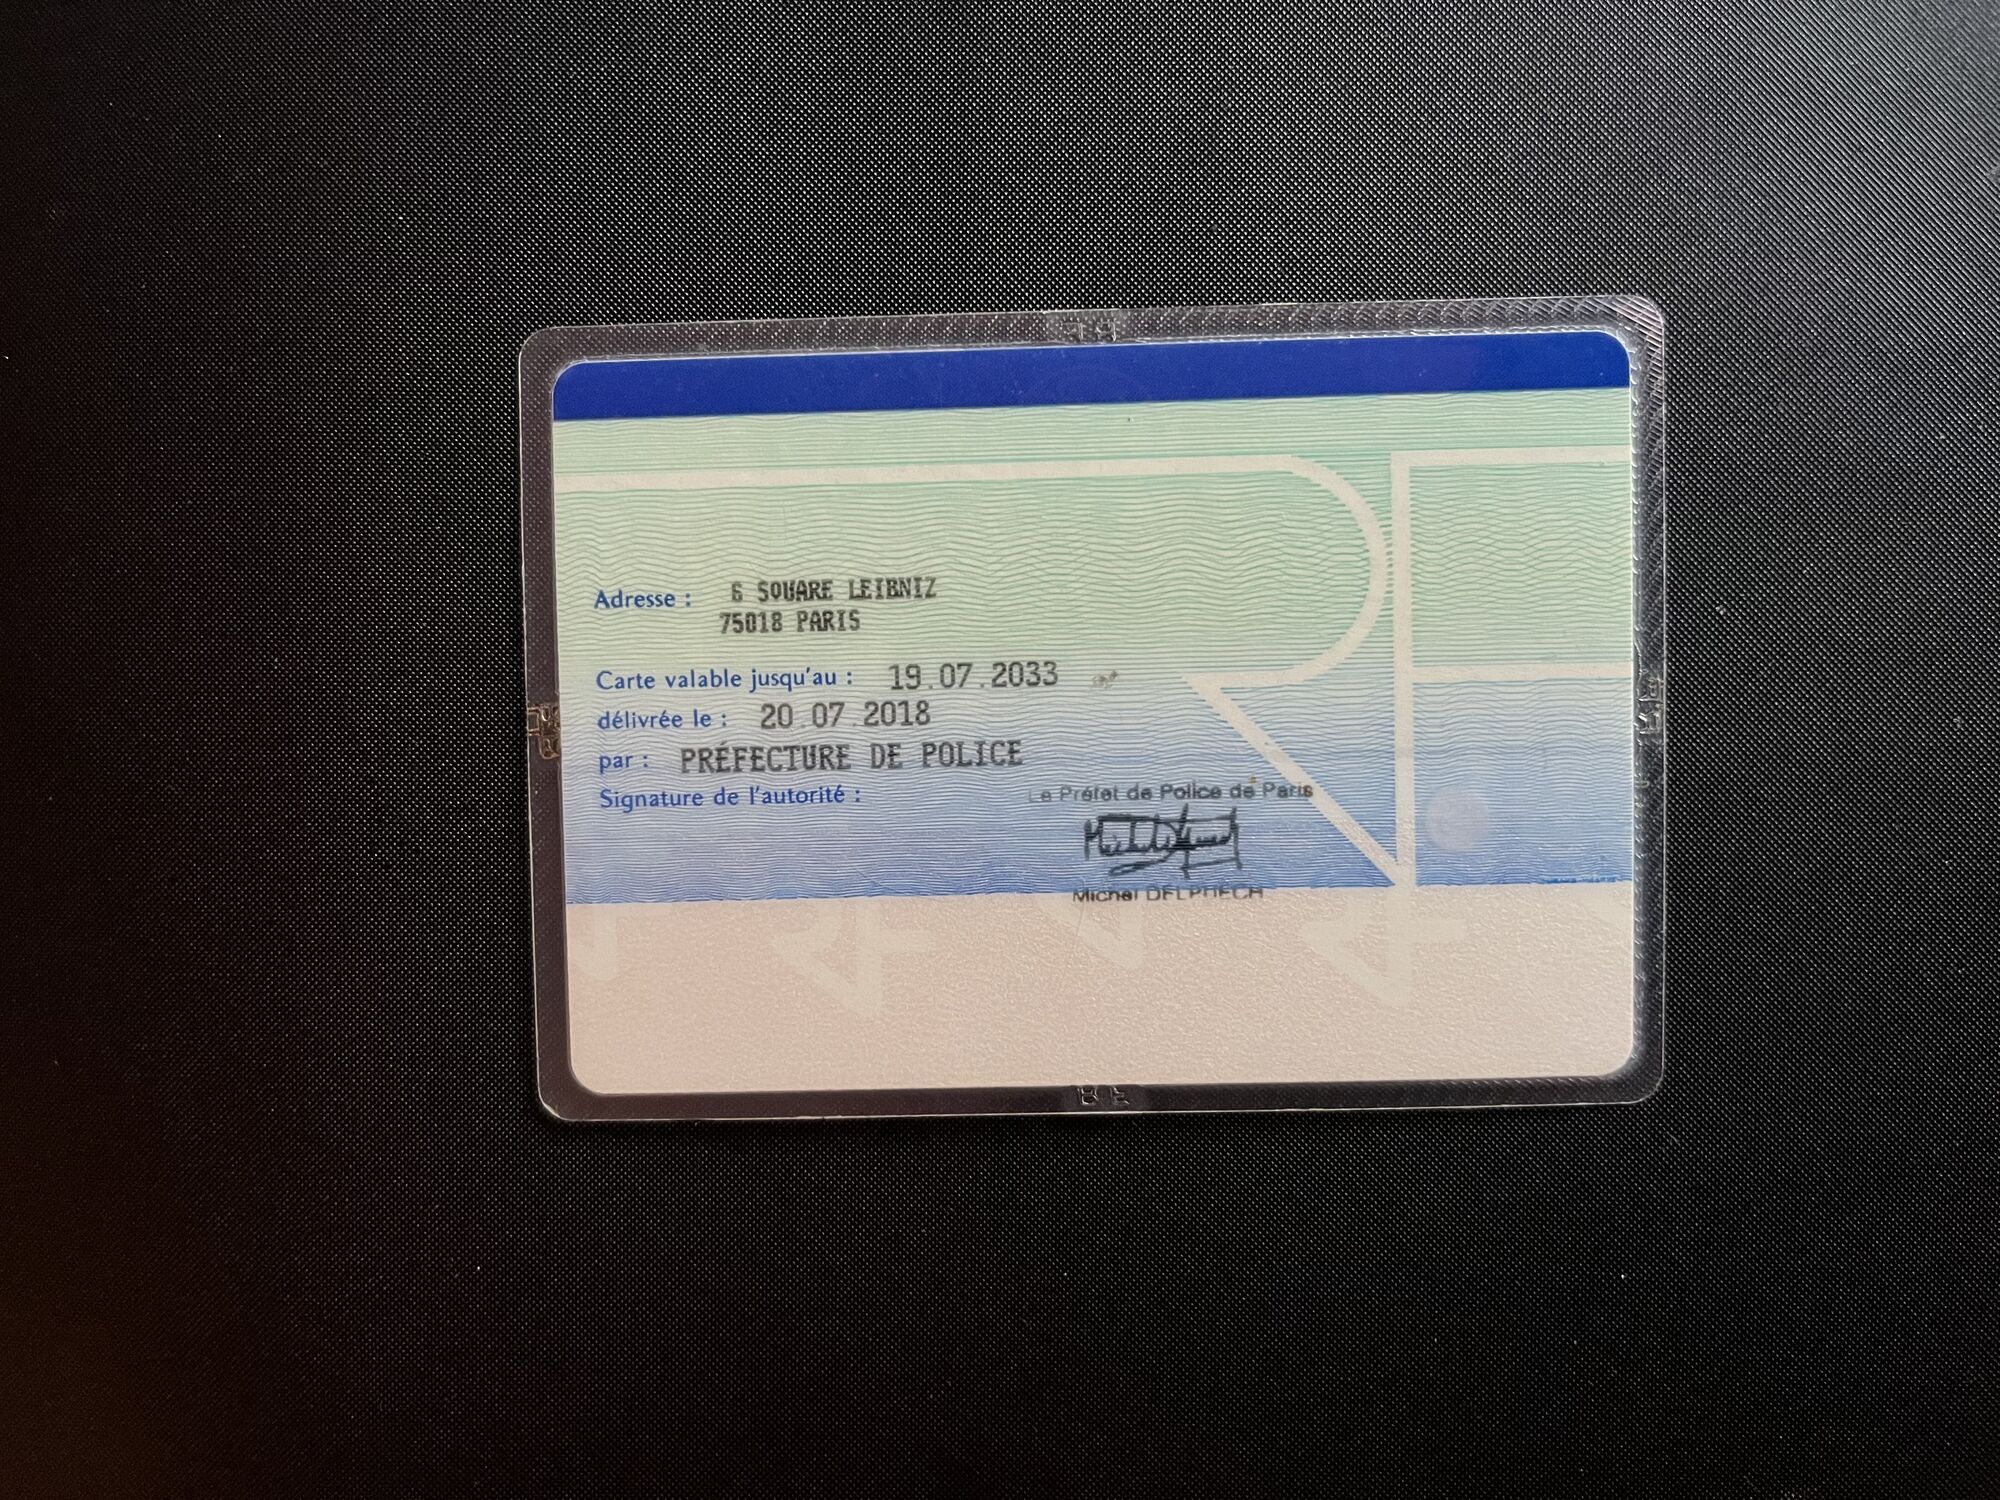 Adresse : 6 SQUARE LEIBNIZ
75018 PARIS
Carte valable jusqu'au : 19.07.2033
délivrée le : 20.07.2018
par : PRÉFECTURE DE POLICE
Signature de l'autorité :
Le Préfet de Police de Paris
Michel DELPUECH